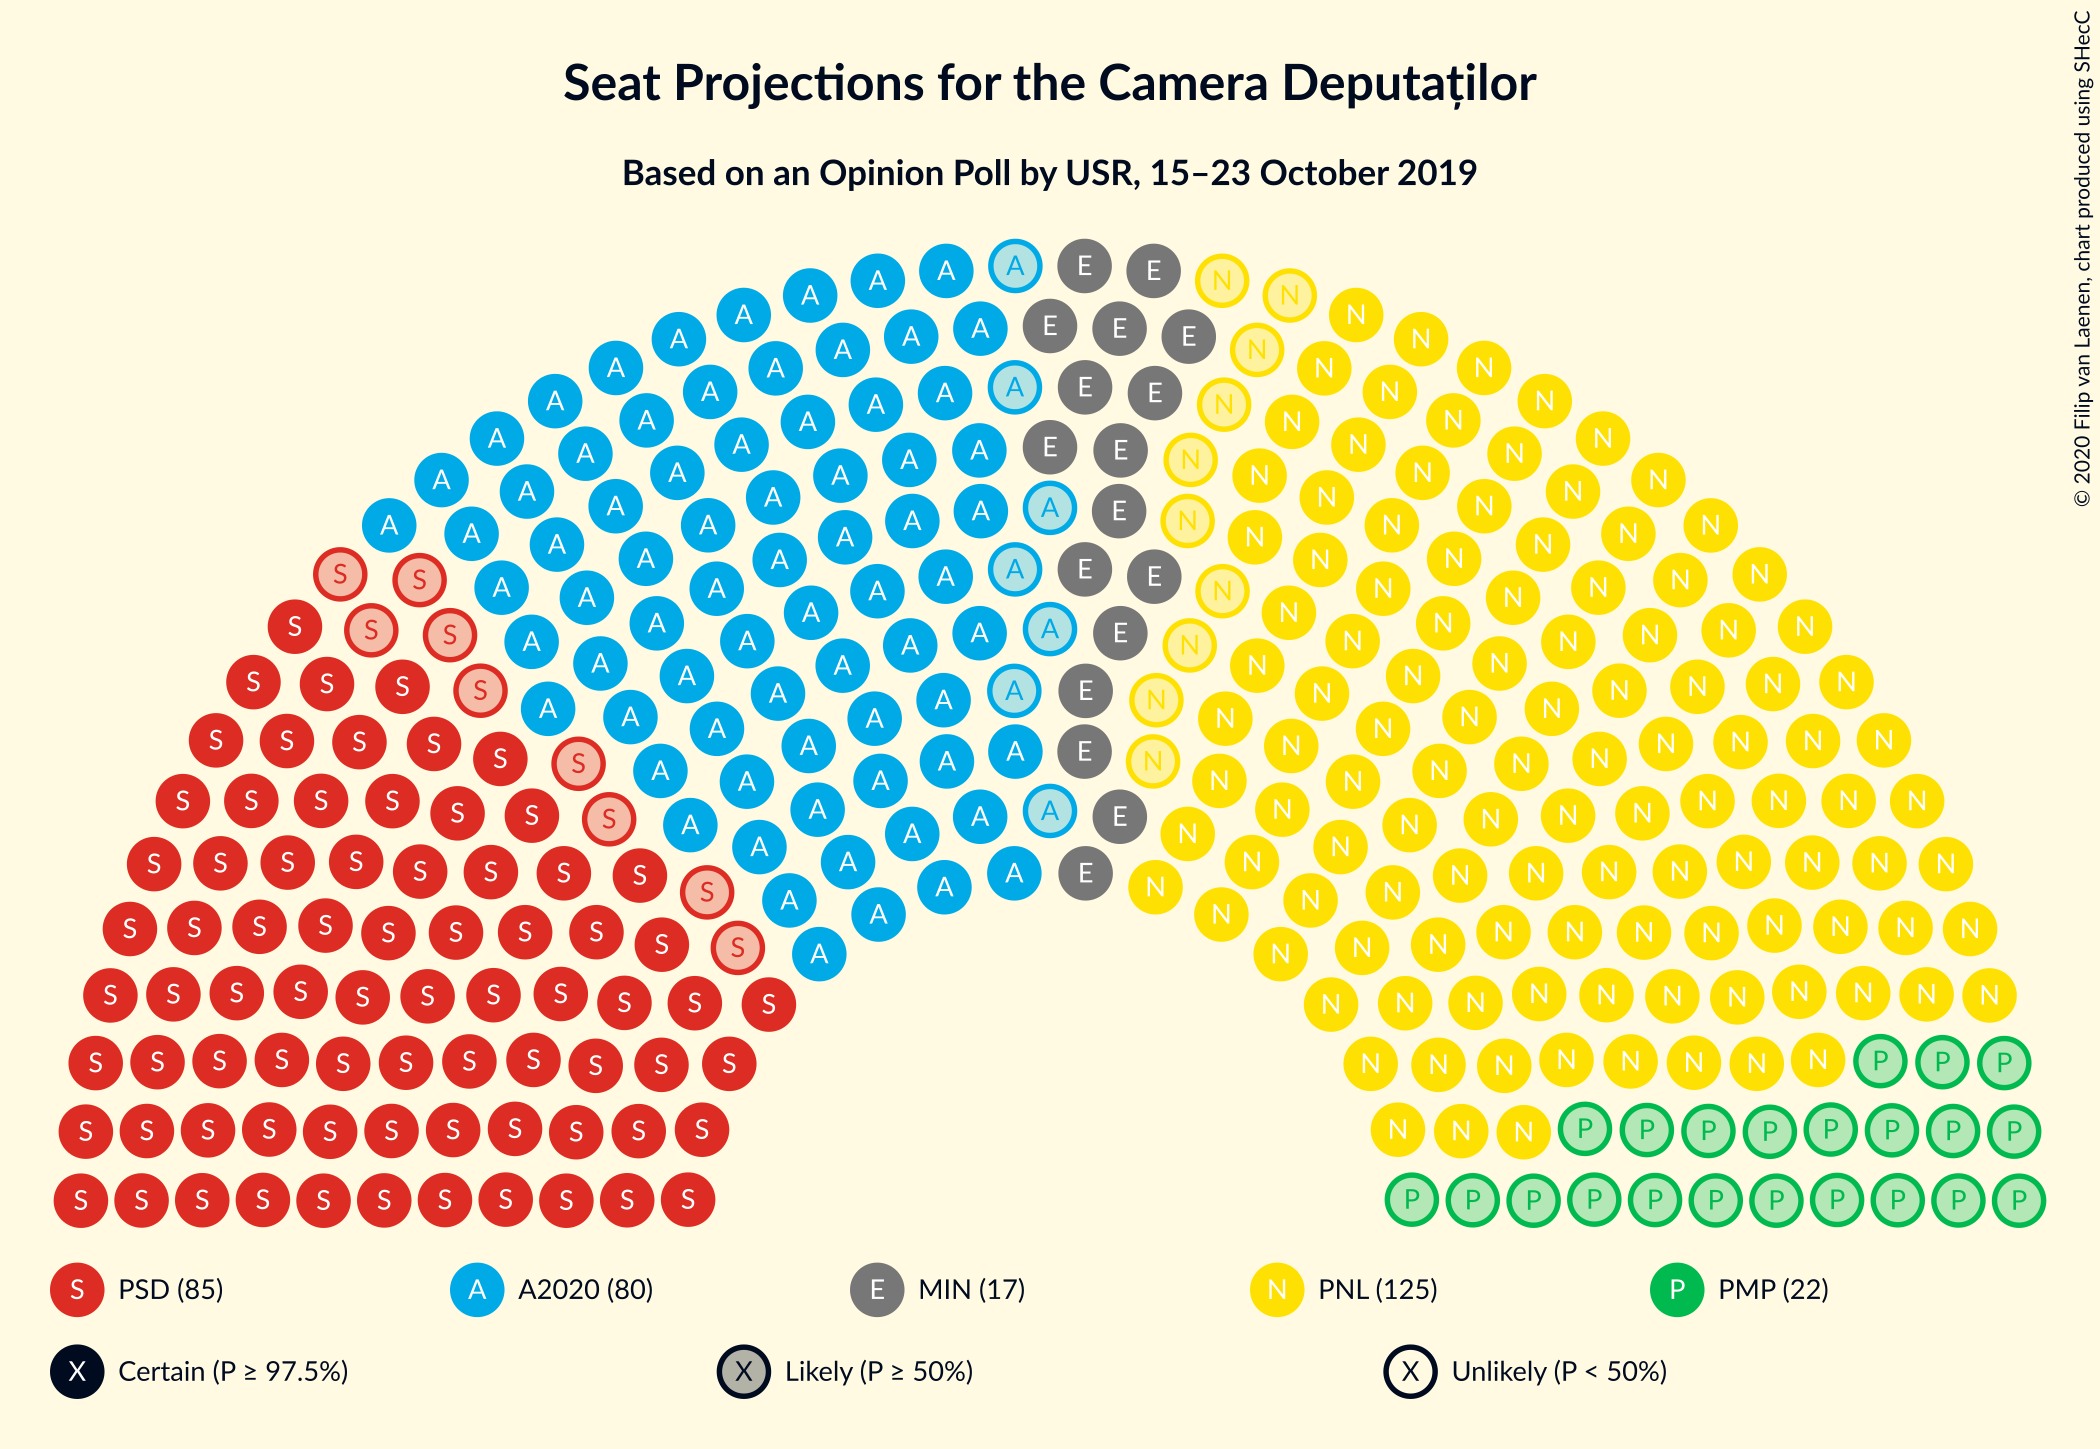 Seat Projections for the Camera Deputaților
Based on an Opinion Poll by USR, 15–23 October 2019
© 2020 Filip van Laenen, chart produced using SHecC
S PSD (85) A A2020 (80) E MIN (17) N PNL (125) P PMP (22)
X Certain (P ≥ 97.5%) X Likely (P ≥ 50%) X Unlikely (P < 50%)